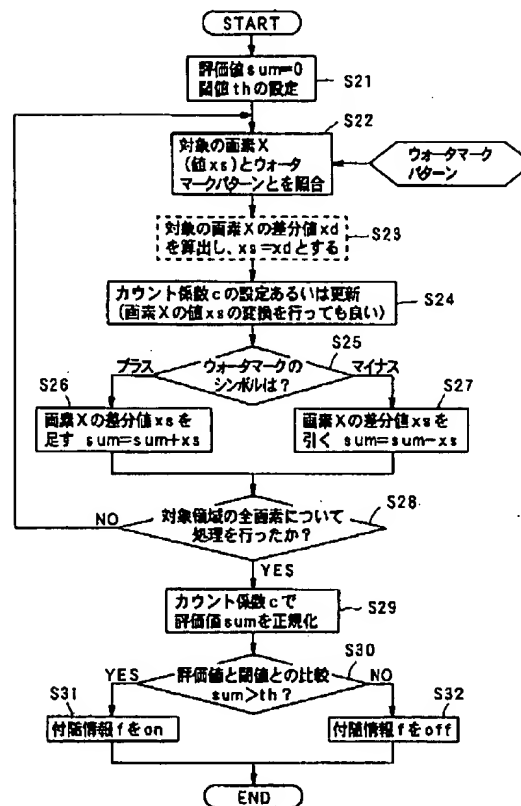 START
評価値sum=0
閾値thの設定
S21
S22
対象の画素X
(値xs)とウォータ
マークパターンとを照合
ウォータマーク
パターン
対象の画素Xの差分値xd
を算出し、xs=xdとする
S23
カウント係数cの設定あるいは更新
(画素Xの値xsの変換を行っても良い)
S24
S25
プラス
ウォータマークの
シンボルは?
マイナス
S26
画素Xの差分値xsを
足す sum=sum+xs
S27
画素Xの差分値xsを
引く sum=sum-xs
NO
対象領域の全画素について
処理を行ったか?
S28
YES
カウント係数cで
評価値sumを正規化
S29
S30
YES
評価値と閾値との比較
sum>th?
NO
S31
付随情報fをon
S32
付随情報fをoff
END